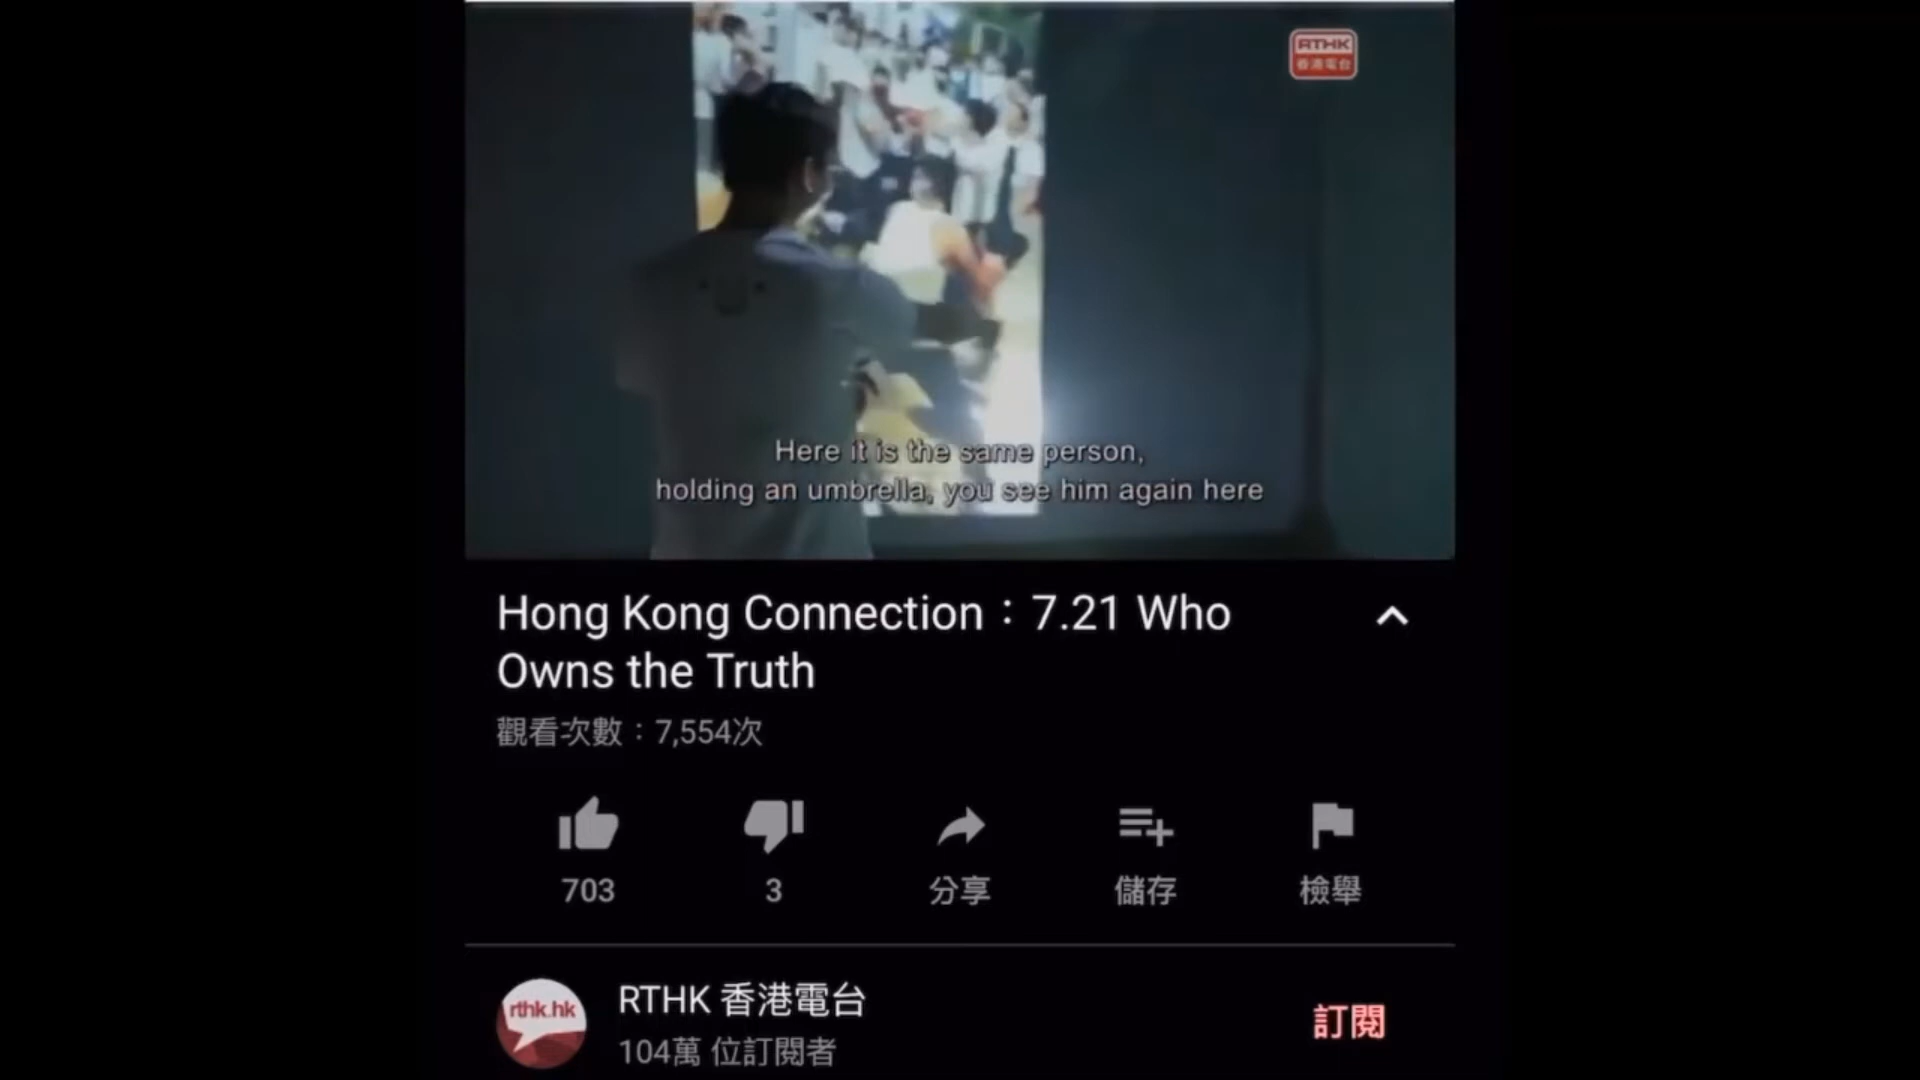 RTHK
香港電台
Here it is the same person,
holding an umbrella, you see him again here
Hong Kong Connection：7.21 Who
Owns the Truth
觀看次數：7,554次
703
3
分享
儲存
檢舉
rthk.hk
RTHK 香港電台
104萬 位訂閱者
訂閱